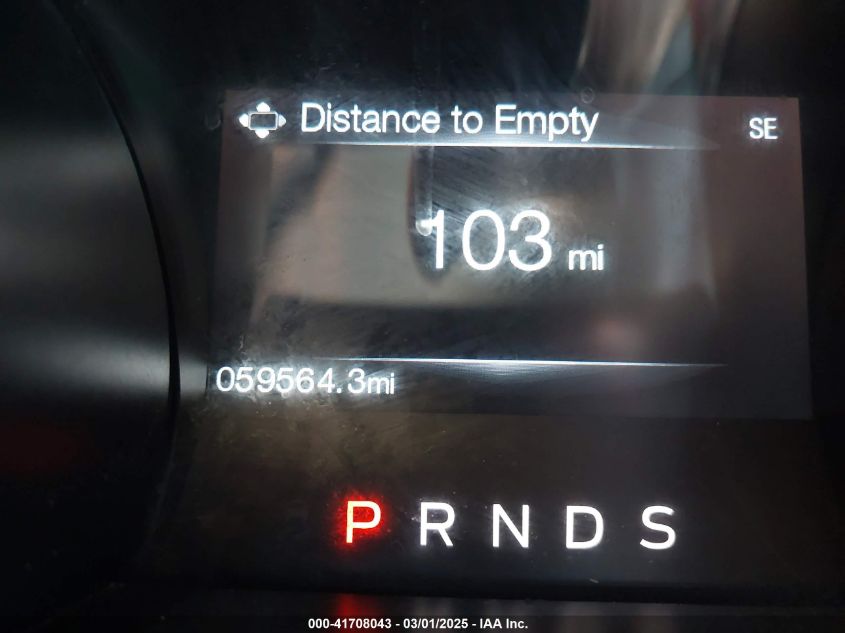 Distance to Empty SE
103 mi
059564.3mi
P R N D S
000-41708043 - 03/01/2025 - IAA Inc.